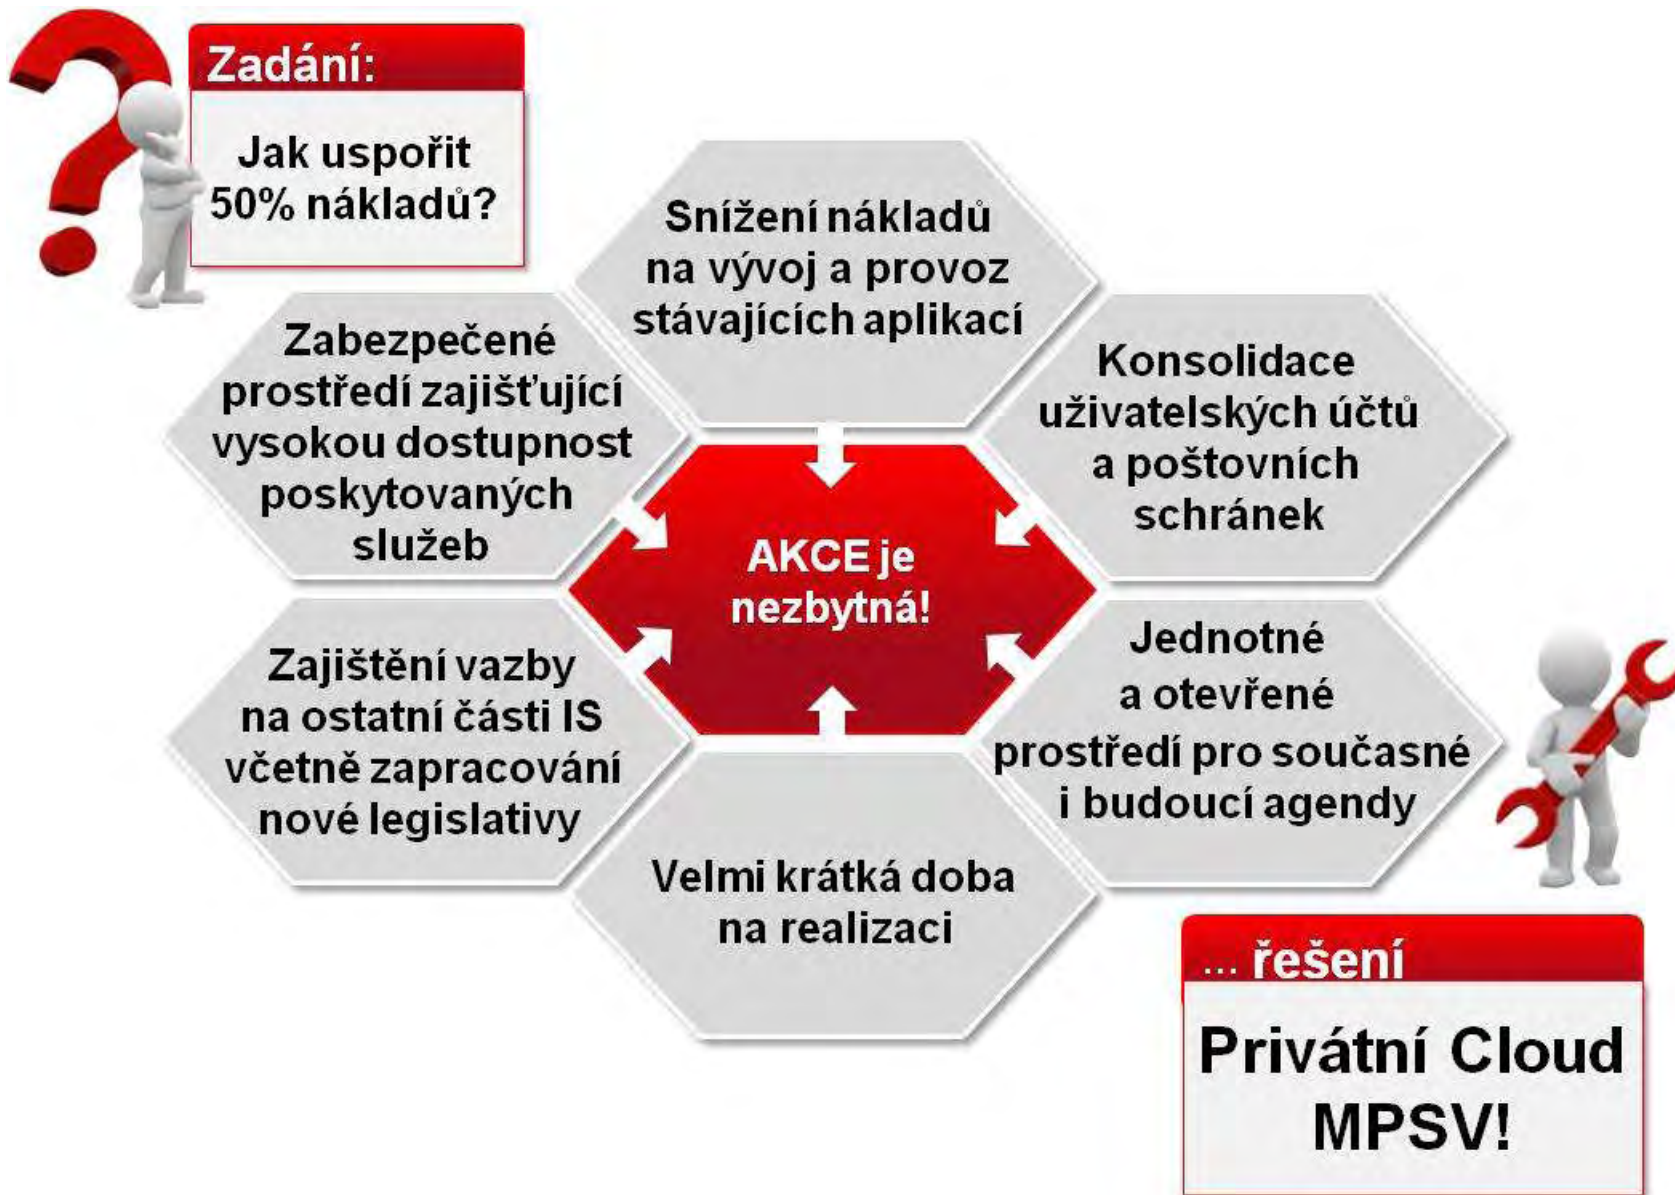 Zadání:
Jak uspořit
50% nákladů?
Snížení nákladů
na vývoj a provoz
stávajících aplikací
Zabezpečené
prostředí zajišťující
vysokou dostupnost
poskytovaných
služeb
Konsolidace
uživatelských účtů
a poštovních
schránek
AKCE je
nezbytná!
Zajištění vazby
na ostatní části IS
včetně zapracování
nové legislativy
Jednotné
a otevřené
prostředí pro současné
i budoucí agendy
Velmi krátká doba
na realizaci
... řešení
Privátní Cloud
MPSV!